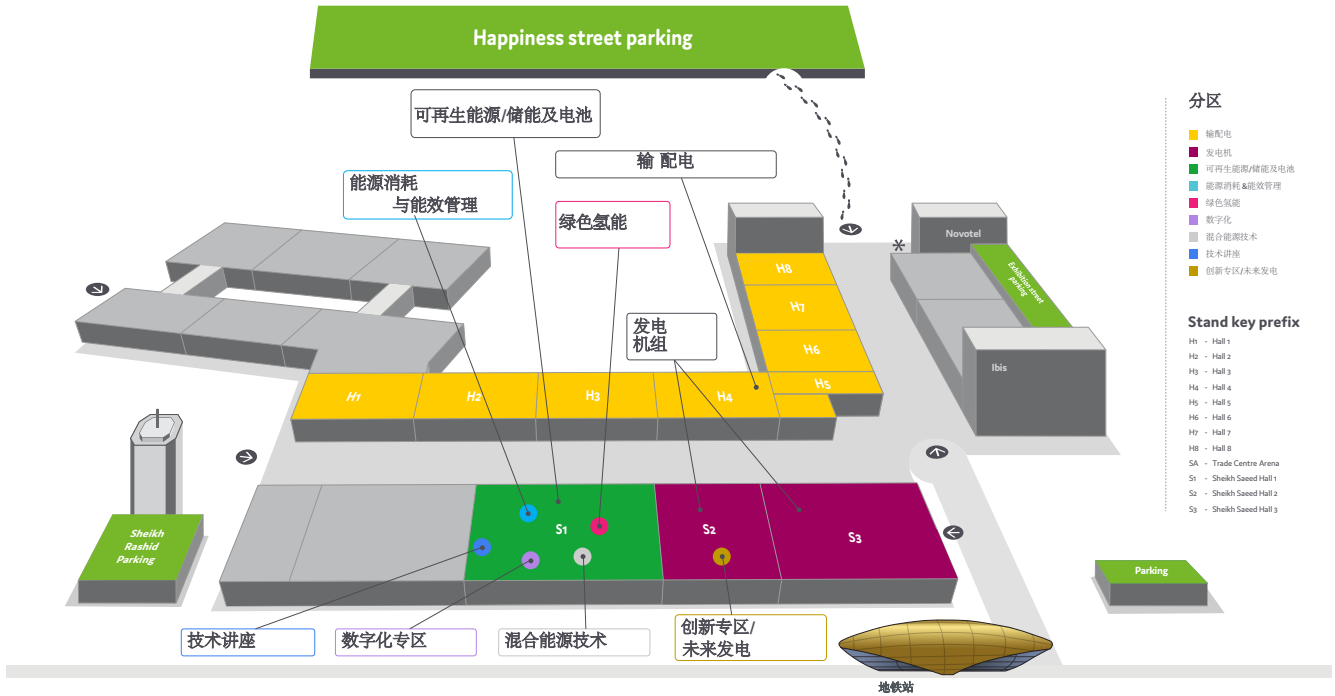 Happiness street parking
可再生能源/储能及电池
输 配电
能源消耗
与能效管理
绿色氢能
发电
机组
Novotel
Exhibition street
parking
Ibis
H8
H7
H6
H5
H1
H2
H3
H4
Sheikh
Rashid
Parking
S1
S2
S3
Parking
技术讲座
数字化专区
混合能源技术
创新专区/
未来发电
地铁站
分区
输配电
发电机
可再生能源/储能及电池
能源消耗&能效管理
绿色氢能
数字化
混合能源技术
技术讲座
创新专区/未来发电
Stand key prefix
H1 - Hall 1
H2 - Hall 2
H3 - Hall 3
H4 - Hall 4
H5 - Hall 5
H6 - Hall 6
H7 - Hall 7
H8 - Hall 8
SA - Trade Centre Arena
S1 - Sheikh Saeed Hall 1
S2 - Sheikh Saeed Hall 2
S3 - Sheikh Saeed Hall 3